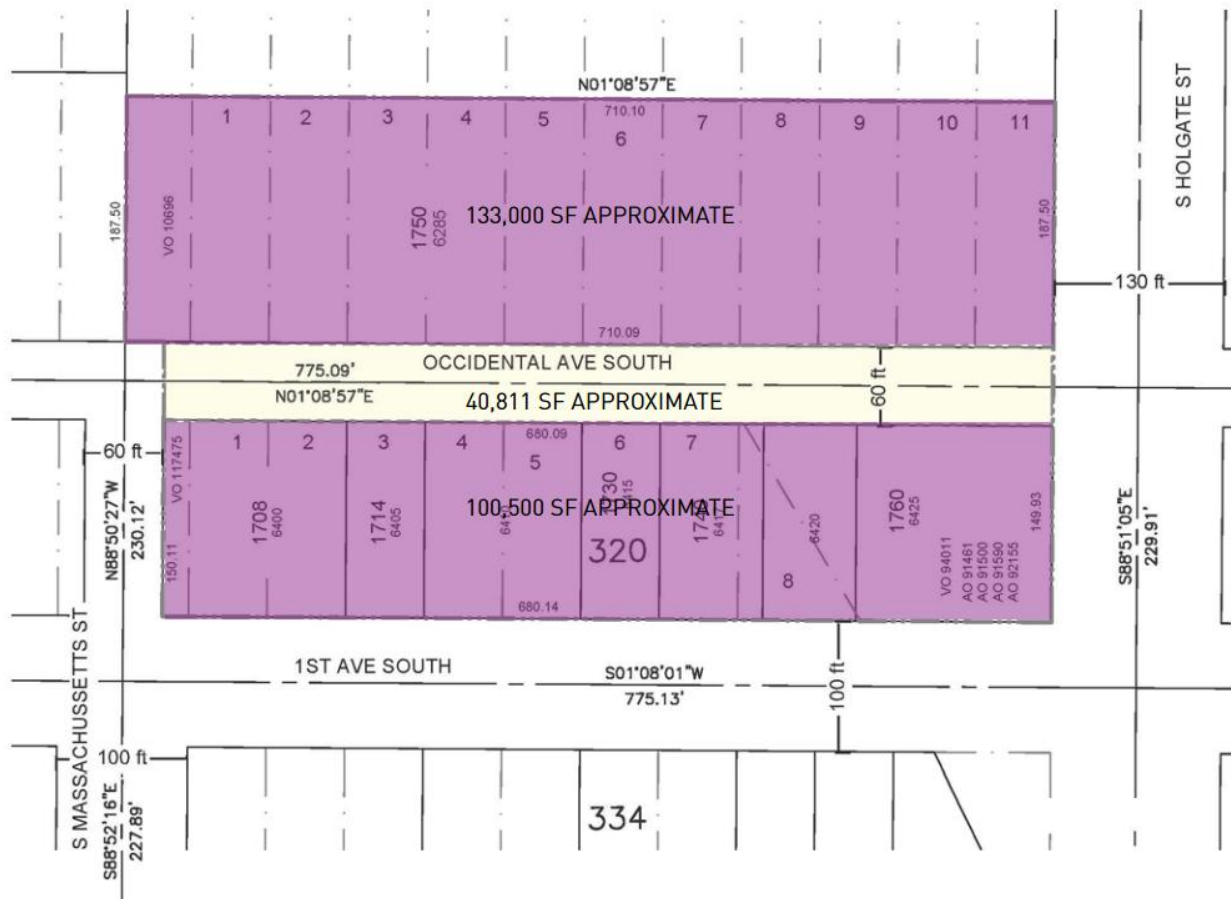 N01°08'57"E
710.10
1 2 3 4 5 6 7 8 9 10 11
S HOLGATE ST
187.50
VO 10696
1750
6285
133,000 SF APPROXIMATE
187.50
130 ft
710.09
OCCIDENTAL AVE SOUTH
775.09'
N01°08'57"E
40,811 SF APPROXIMATE
60 ft
60 ft
N88°50'27"W
230.12'
VO 117475
150.11
680.09
1 2 3 4 5 6 7
1708
6400
1714
6405
100,500 SF APPROXIMATE
320
6420
8
1760
6425
149.93
VO 94011
AO 91461
AO 91500
AO 91590
AO 92155
S88°51'05"E
229.91'
680.14
S MASSACHUSSETTS ST
1ST AVE SOUTH
S01°08'01"W
775.13'
100 ft
100 ft
S88°52'16"E
227.89'
334